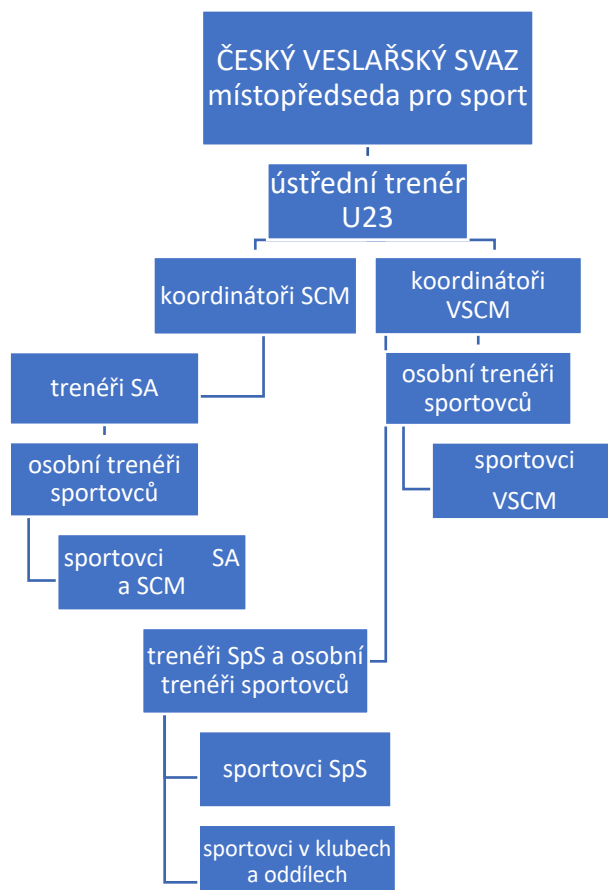 ČESKÝ VESLAŘSKÝ SVAZ
místopředseda pro sport
ústřední trenér
U23
koordinátoři SCM
koordinátoři
VSCM
trenéři SA
osobní trenéři
sportovců
osobní trenéři
sportovců
sportovci
VSCM
sportovci SA
a SCM
trenéři SpS a osobní
trenéři sportovců
sportovci SpS
sportovci v klubech
a oddílech